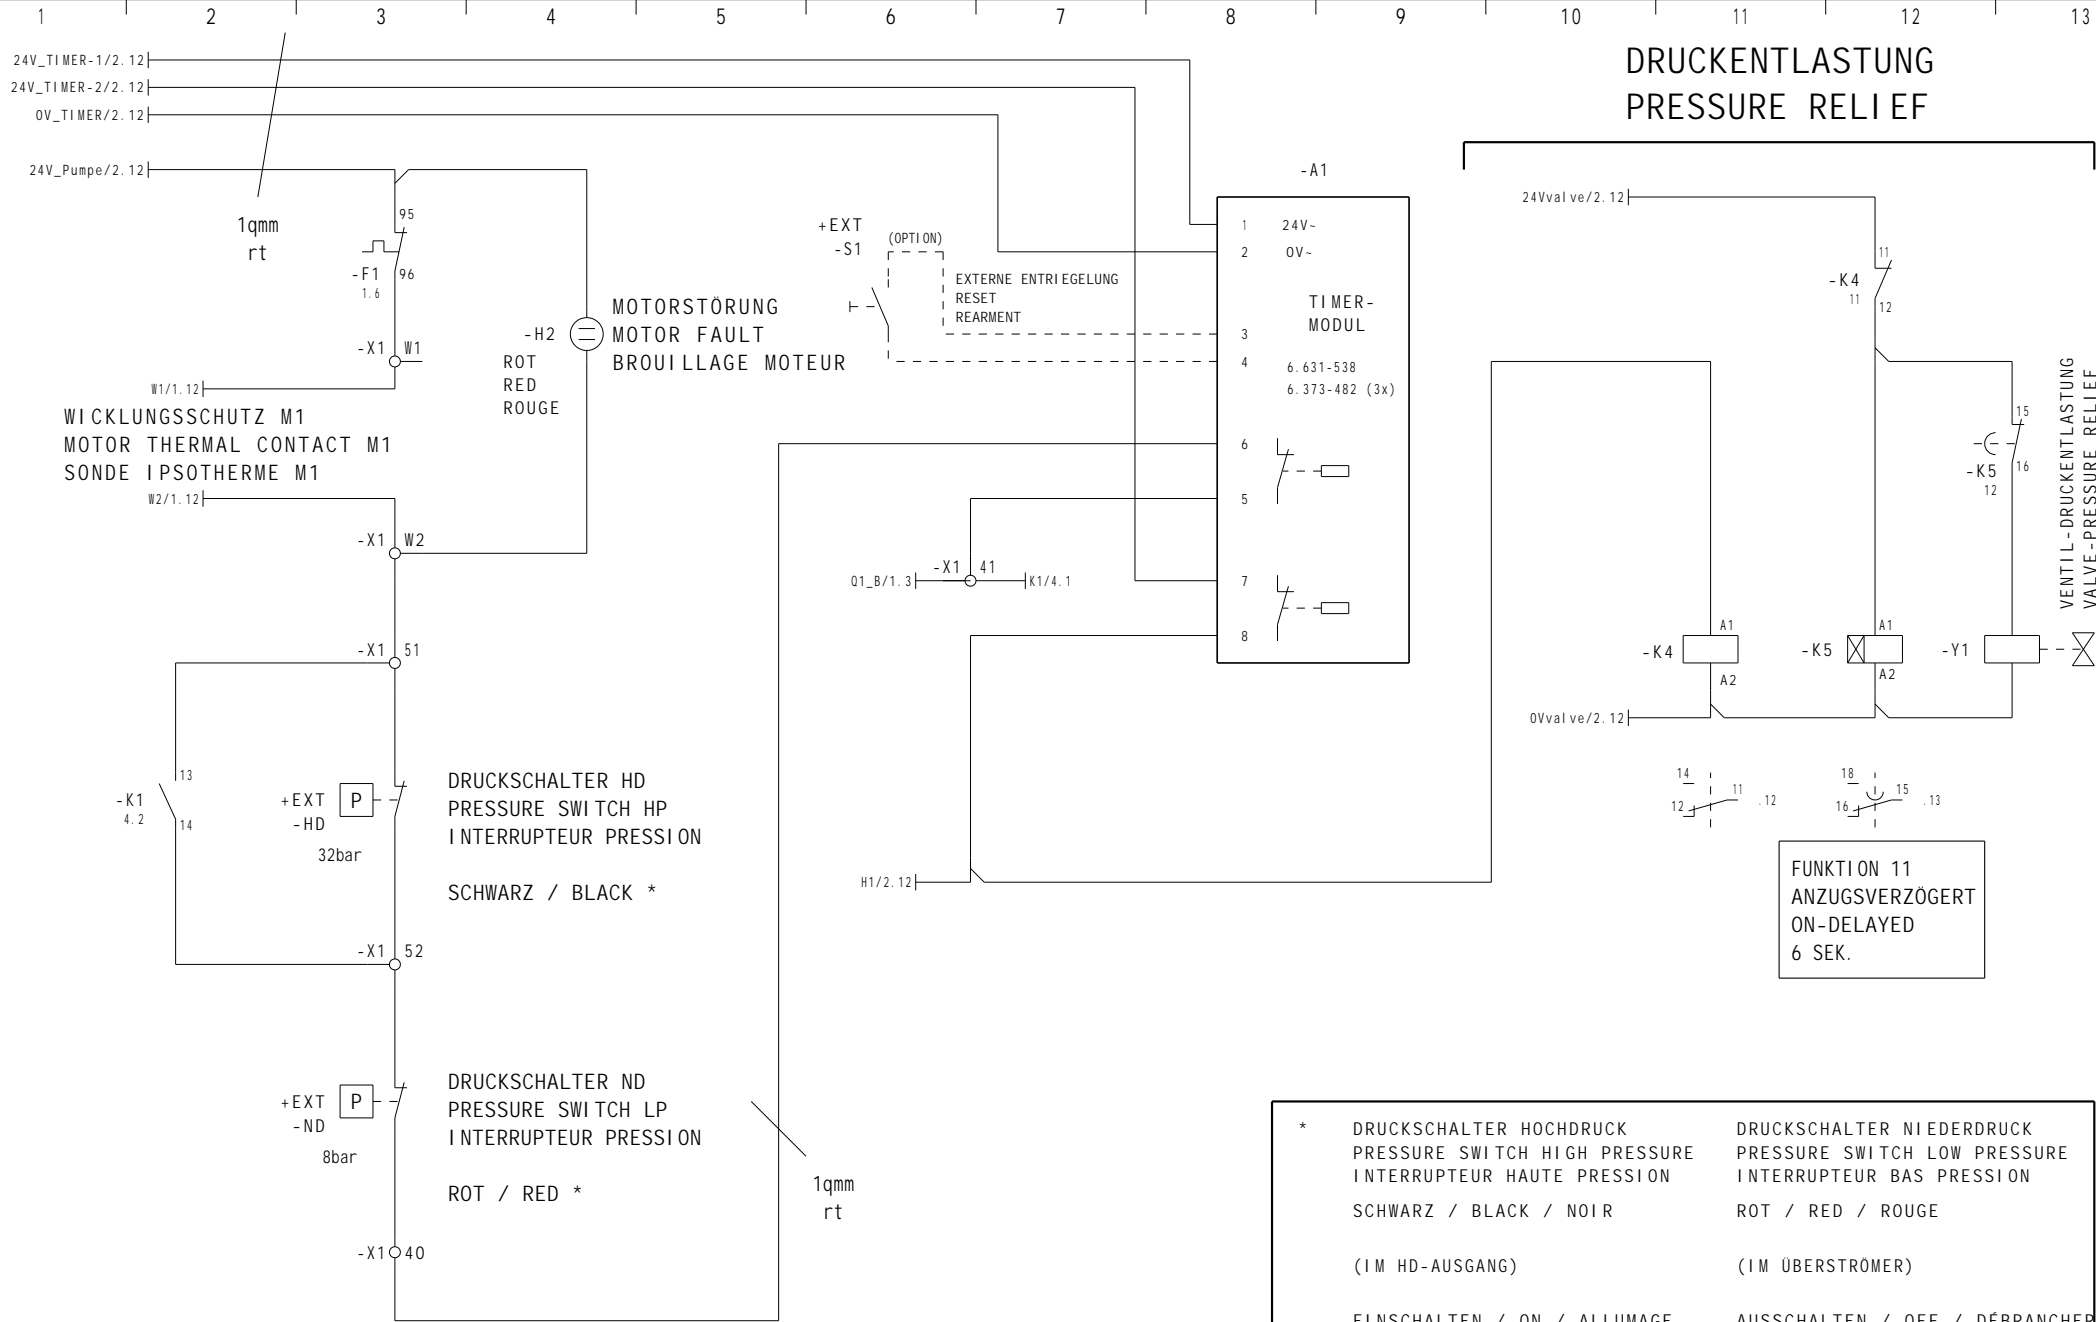 1 2 3 4 5 6 7 8 9 10 11 12 13
24V_TIMER-1/2.12
24V_TIMER-2/2.12
0V_TIMER/2.12
24V_Pumpe/2.12
1qmm
rt
95
-F1
96
1.6
-X1 W1
W1/1.12
WICKLUNGSSCHUTZ M1
MOTOR THERMAL CONTACT M1
SONDE IPSOTHERME M1
W2/1.12
-X1 W2
-H2
ROT
RED
ROUGE
MOTORSTÖRUNG
MOTOR FAULT
BROUILLAGE MOTEUR
-X1 51
13
-K1
4.2
14
+EXT
-HD
P
32bar
DRUCKSCHALTER HD
PRESSURE SWITCH HP
INTERRUPTEUR PRESSION
SCHWARZ / BLACK *
-X1 52
+EXT
-ND
P
8bar
DRUCKSCHALTER ND
PRESSURE SWITCH LP
INTERRUPTEUR PRESSION
ROT / RED *
-X1 40
1qmm
rt
+EXT
-S1
(OPTION)
EXTERNE ENTRIEGELUNG
RESET
REARMENT
Q1_B/1.3
-X1 41
K1/4.1
H1/2.12
-A1
1 24V~
2 0V~
TIMER-
MODUL
3
4
6.631-538
6.373-482 (3x)
6
5
7
8
DRUCKENTLASTUNG
PRESSURE RELIEF
24Vvalve/2.12
11
-K4
11
12
15
-K5
12
16
VENTIL-DRUCKENTLASTUNG
VALVE-PRESSURE RELIEF
-K4
A1
A2
-K5
A1
A2
-Y1
0Vvalve/2.12
14
12
11
.12
18
16
15
.13
FUNKTION 11
ANZUGSVERZÖGERT
ON-DELAYED
6 SEK.
* DRUCKSCHALTER HOCHDRUCK
PRESSURE SWITCH HIGH PRESSURE
INTERRUPTEUR HAUTE PRESSION
SCHWARZ / BLACK / NOIR
(IM HD-AUSGANG)
EINSCHALTEN / ON / ALLUMAGE
DRUCKSCHALTER NIEDERDRUCK
PRESSURE SWITCH LOW PRESSURE
INTERRUPTEUR BAS PRESSION
ROT / RED / ROUGE
(IM ÜBERSTRÖMER)
AUSSCHALTEN / OFF / DÉBRANCHER